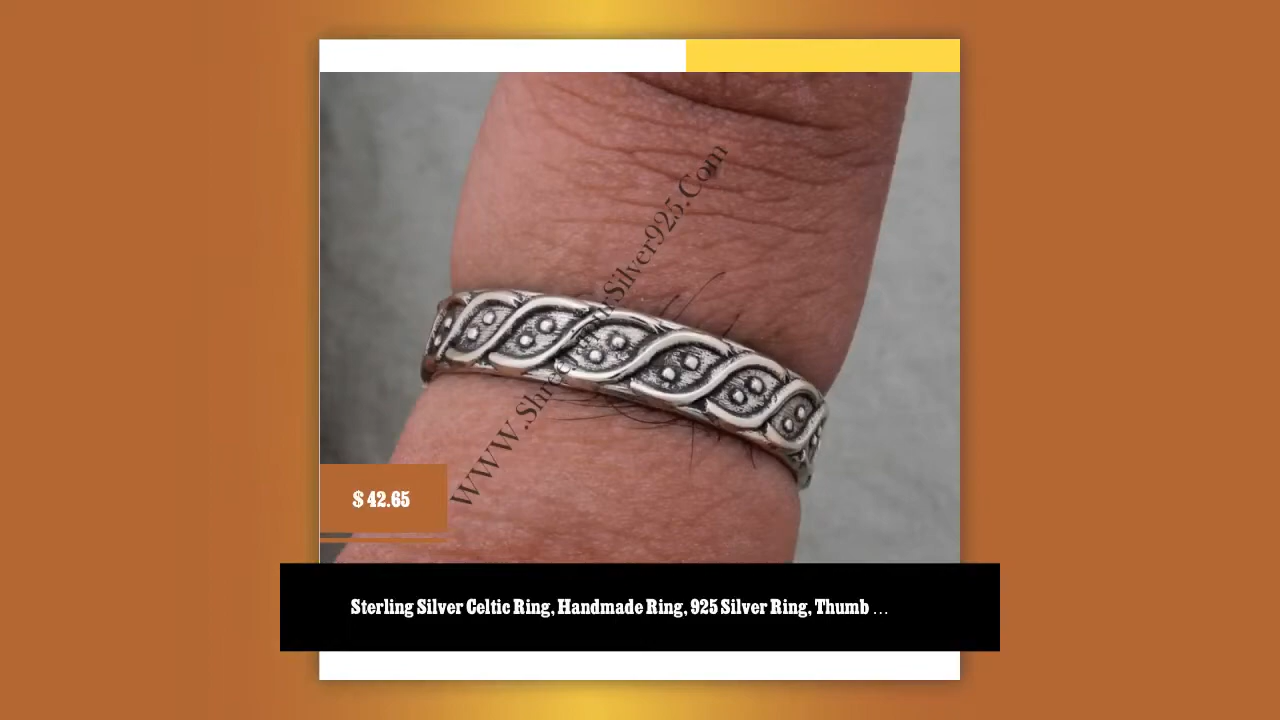 $ 42.65
Sterling Silver Celtic Ring, Handmade Ring, 925 Silver Ring, Thumb ...